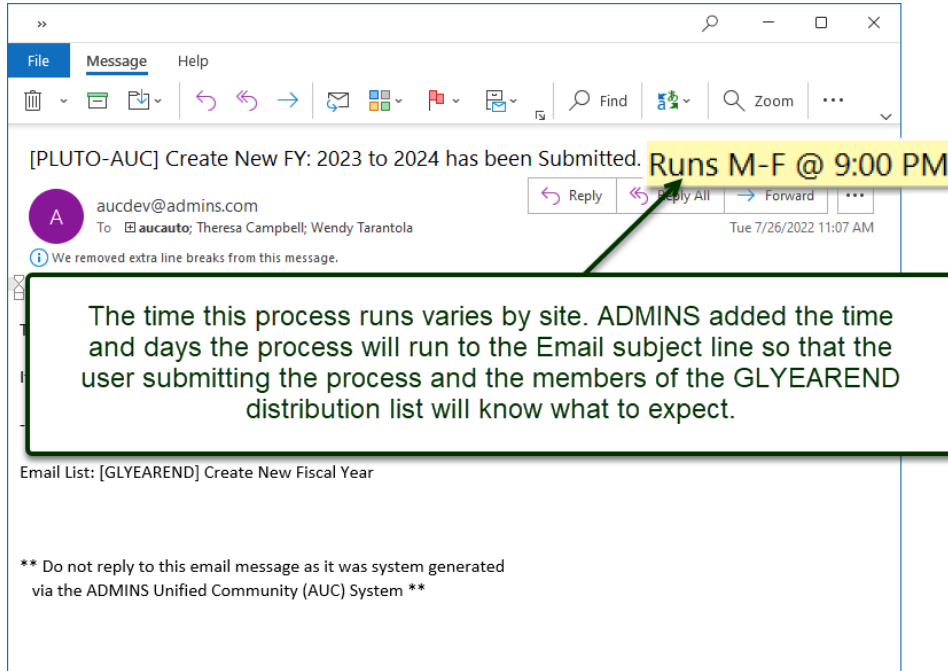 »
File Message Help
Find Zoom
[PLUTO-AUC] Create New FY: 2023 to 2024 has been Submitted. Runs M-F @ 9:00 PM
Reply Reply All Forward
A
aucdev@admins.com
To aucauto; Theresa Campbell; Wendy Tarantola
Tue 7/26/2022 11:07 AM
We removed extra line breaks from this message.
The time this process runs varies by site. ADMINS added the time
and days the process will run to the Email subject line so that the
user submitting the process and the members of the GLYEAREND
distribution list will know what to expect.
Email List: [GLYEAREND] Create New Fiscal Year
** Do not reply to this email message as it was system generated
via the ADMINS Unified Community (AUC) System **